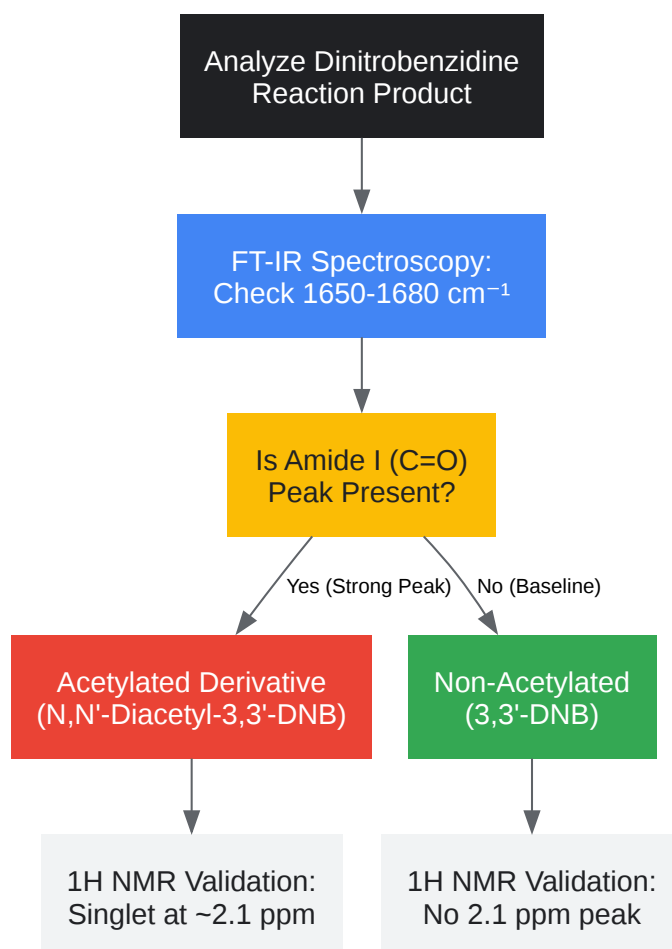 Analyze Dinitrobenzidine
Reaction Product
FT-IR Spectroscopy:
Check 1650-1680 cm⁻¹
Is Amide I (C=O)
Peak Present?
Yes (Strong Peak)
No (Baseline)
Acetylated Derivative
(N,N'-Diacetyl-3,3'-DNB)
Non-Acetylated
(3,3'-DNB)
1H NMR Validation:
Singlet at ~2.1 ppm
1H NMR Validation:
No 2.1 ppm peak